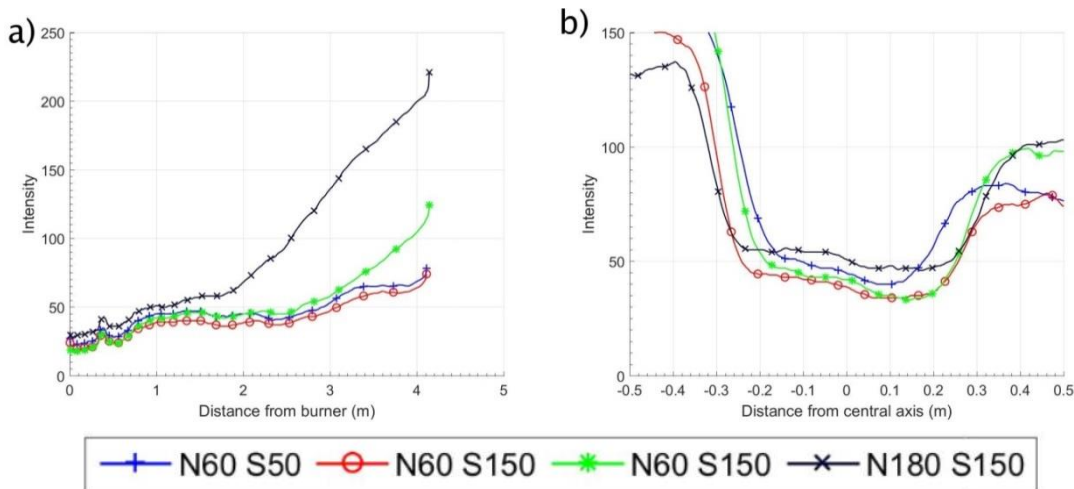 a)
250
200
150
100
50
0
Intensity
0 1 2 3 4 5
Distance from burner (m)
b)
150
100
50
0
Intensity
-0.5 -0.4 -0.3 -0.2 -0.1 0 0.1 0.2 0.3 0.4 0.5
Distance from central axis (m)
N60 S50 N60 S150 N60 S150 N180 S150